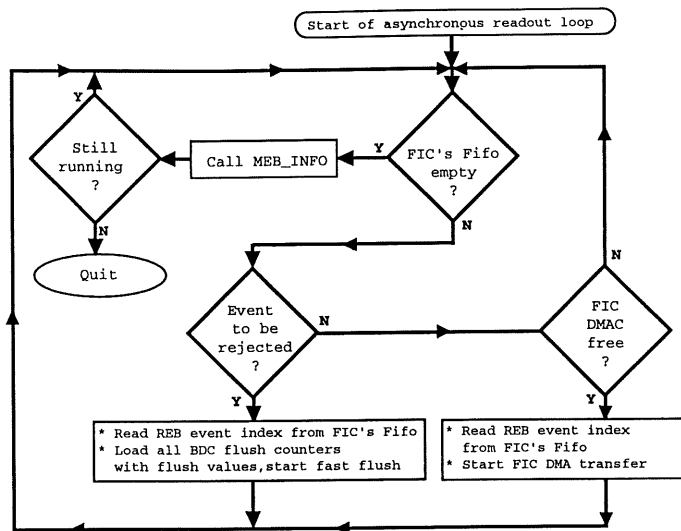 Start of asynchronous readout loop
Y
Still
running
?
N
Quit
Call MEB_INFO
Y
FIC's Fifo
empty
?
N
Event
to be
rejected
?
N
Y
FIC
DMAC
free
?
N
Y
* Read REB event index from FIC's Fifo
* Load all BDC flush counters
with flush values,start fast flush
* Read REB event index
from FIC's Fifo
* Start FIC DMA transfer